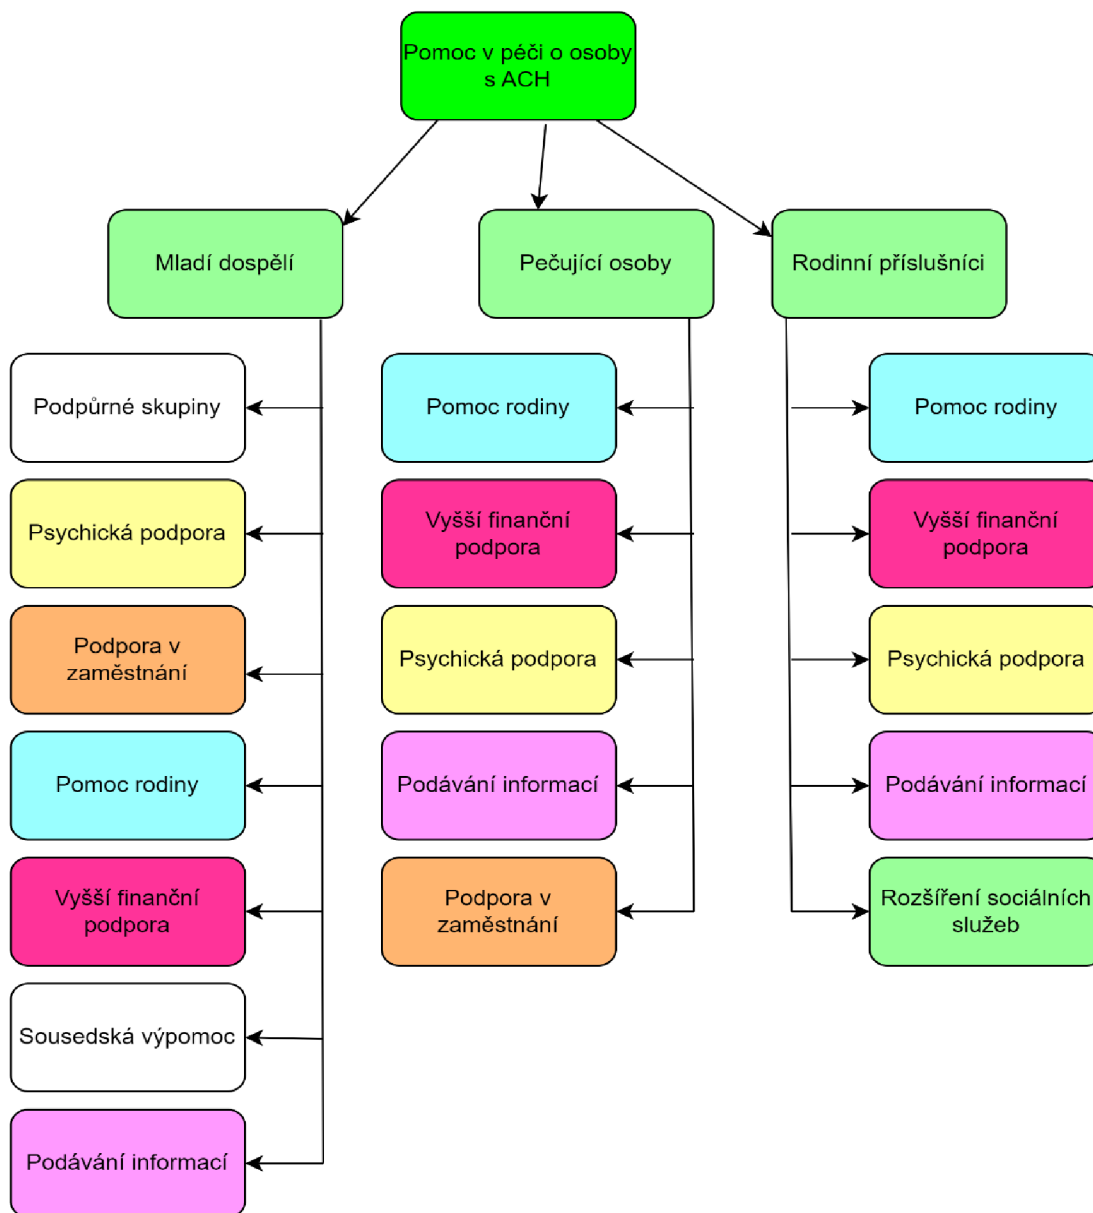 Pomoc v péči o osoby
s ACH
Mladí dospělí
Pečující osoby
Rodinní příslušníci
Podpůrné skupiny
Psychická podpora
Podpora v
zaměstnání
Pomoc rodiny
Vyšší finanční
podpora
Sousedská výpomoc
Podávání informací
Pomoc rodiny
Vyšší finanční
podpora
Psychická podpora
Podávání informací
Podpora v
zaměstnání
Pomoc rodiny
Vyšší finanční
podpora
Psychická podpora
Podávání informací
Rozšíření sociálních
služeb